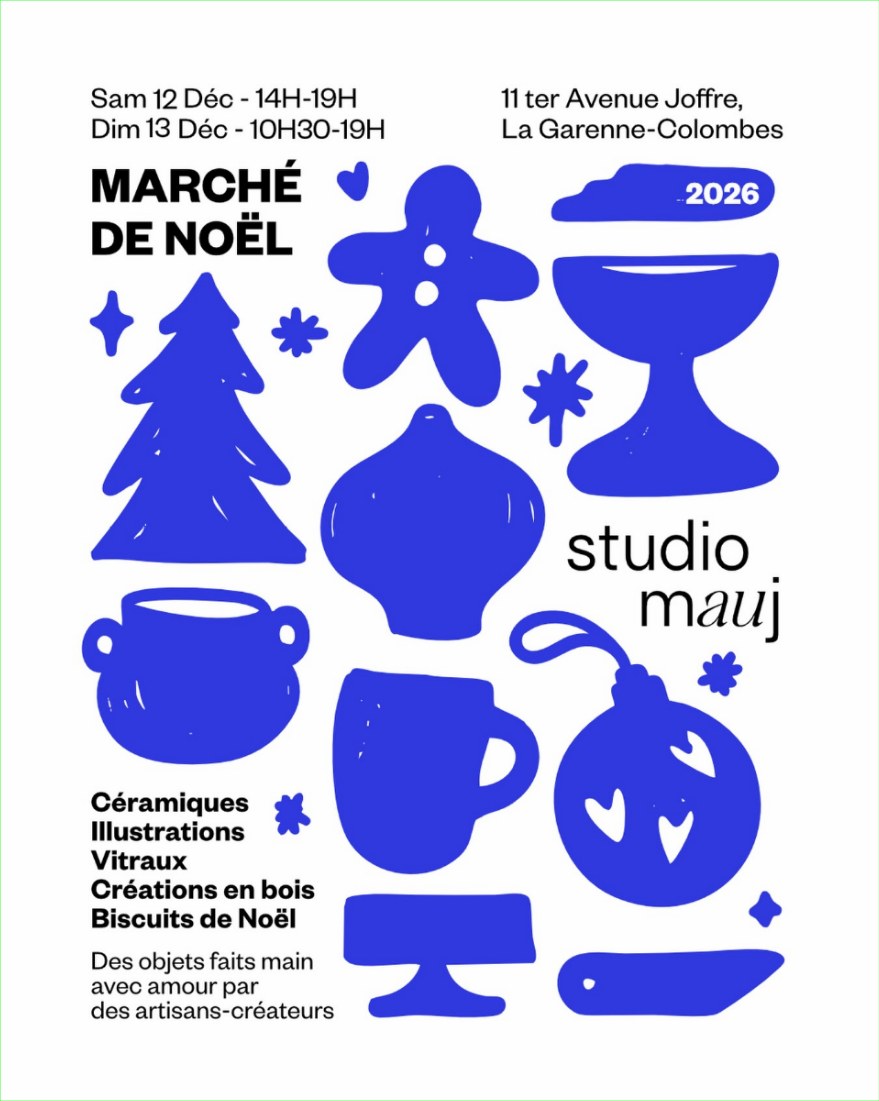 Sam 12 Déc - 14H-19H
Dim 13 Déc - 10H30-19H
11 ter Avenue Joffre,
La Garenne-Colombes
MARCHÉ
DE NOËL
2026
studio
mauj
Céramiques
Illustrations
Vitraux
Créations en bois
Biscuits de Noël
Des objets faits main
avec amour par
des artisans-créateurs